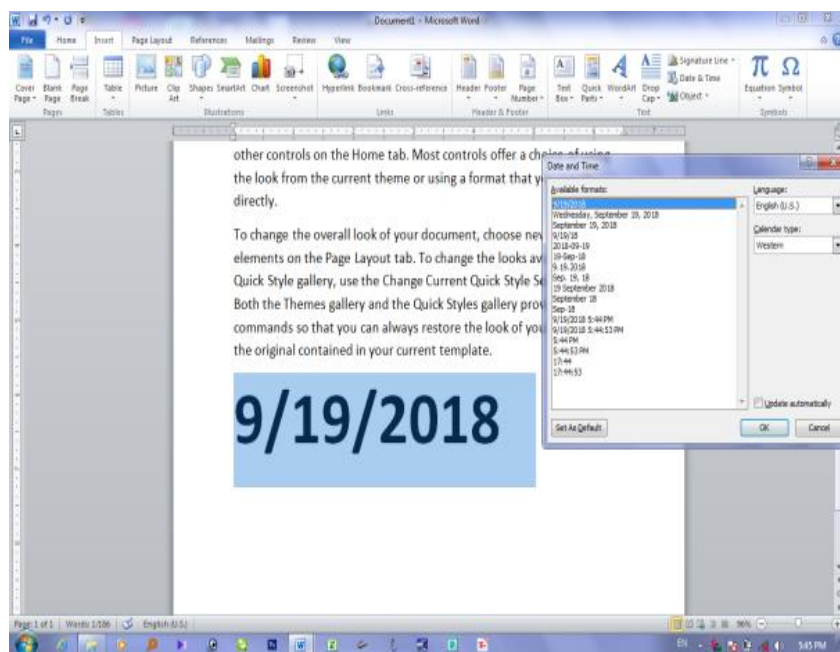 Document1 - Microsoft Word
File Home Insert Page Layout References Mailings Review View
Cover Page Blank Page Page Break Table Picture Clip Art Shapes SmartArt Chart Screenshot Hyperlink Bookmark Cross-reference Header Footer Page Number Text Box Quick Parts WordArt Drop Cap Signature Line Date & Time Object Equation Symbol
Pages Tables Illustrations Links Header & Footer Text Symbols
other controls on the Home tab. Most controls offer a choice of using
the look from the current theme or using a format that
directly.
To change the overall look of your document, choose new
elements on the Page Layout tab. To change the looks
Quick Style gallery, use the Change Current Quick Style
Both the Themes gallery and the Quick Styles gallery
commands so that you can always restore the look of
the original contained in your current template.
9/19/2018
Date and Time
Available formats:
9/19/2018
Wednesday, September 19, 2018
September 19, 2018
9/19/18
2018-09-19
19-Sep-18
9.19.2018
Sep. 19, 18
19 September 2018
September 18
Sep-18
9/19/2018 5:44 PM
9/19/2018 5:44:53 PM
5:44 PM
5:44:53 PM
17:44
17:44:53
Language:
English (U.S.)
Calendar type:
Western
Update automatically
Set As Default
OK Cancel
Page: 1 of 1 Words: 1/186 English (U.S.) 96%
EN 5:45 PM